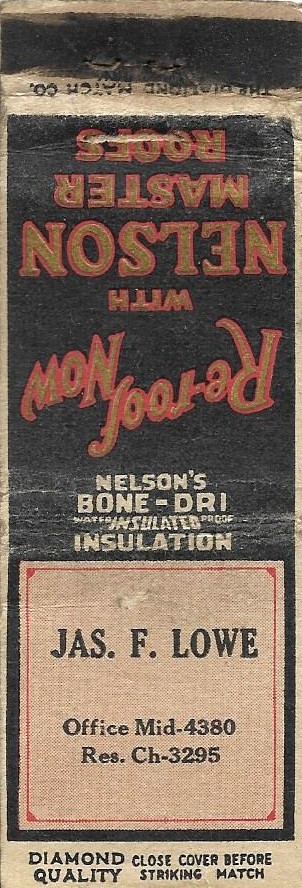 THE DIAMOND MATCH CO.
Re-roof Now
WITH
NELSON
MASTER
ROOFS
NELSON'S
BONE-DRI
WATER INSULATED PROOF
INSULATION
JAS. F. LOWE
Office Mid-4380
Res. Ch-3295
DIAMOND QUALITY
CLOSE COVER BEFORE STRIKING MATCH